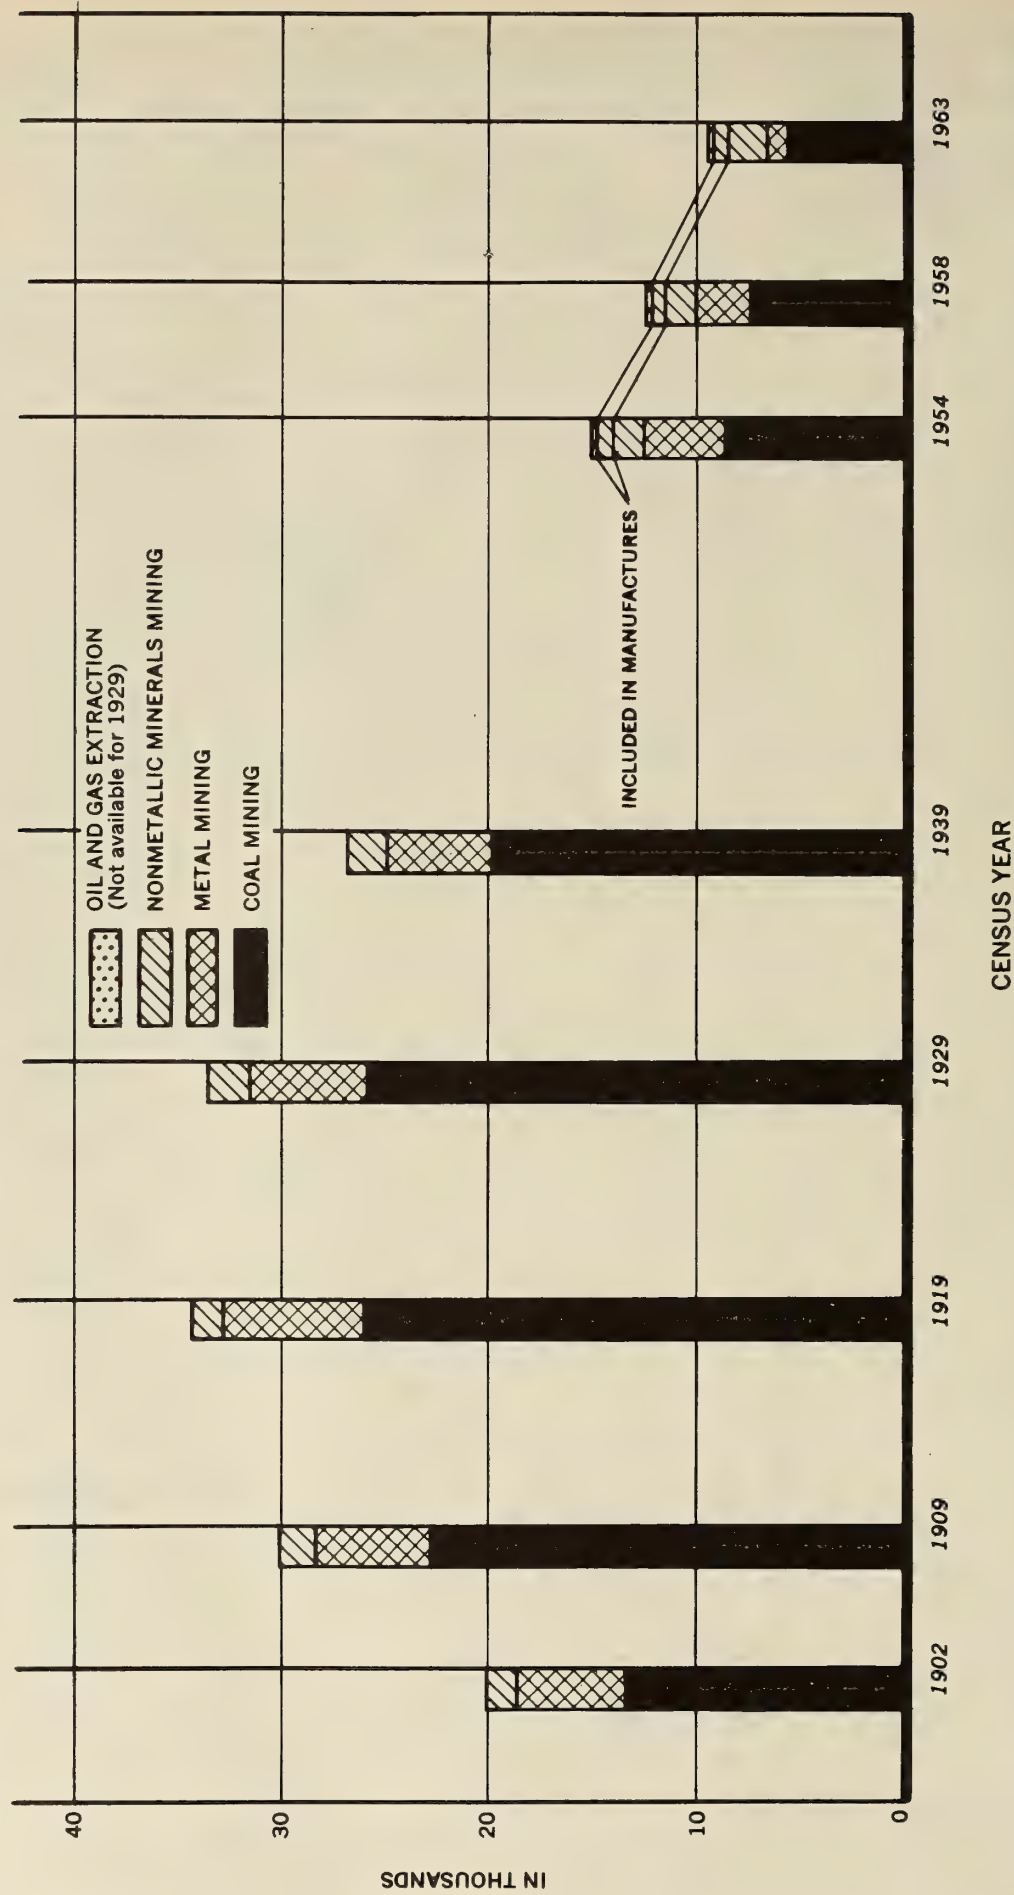 40
30
20
10
0
IN THOUSANDS
OIL AND GAS EXTRACTION
(Not available for 1929)
NONMETALLIC MINERALS MINING
METAL MINING
COAL MINING
INCLUDED IN MANUFACTURES
1902
1909
1919
1929
1939
1954
1958
1963
CENSUS YEAR